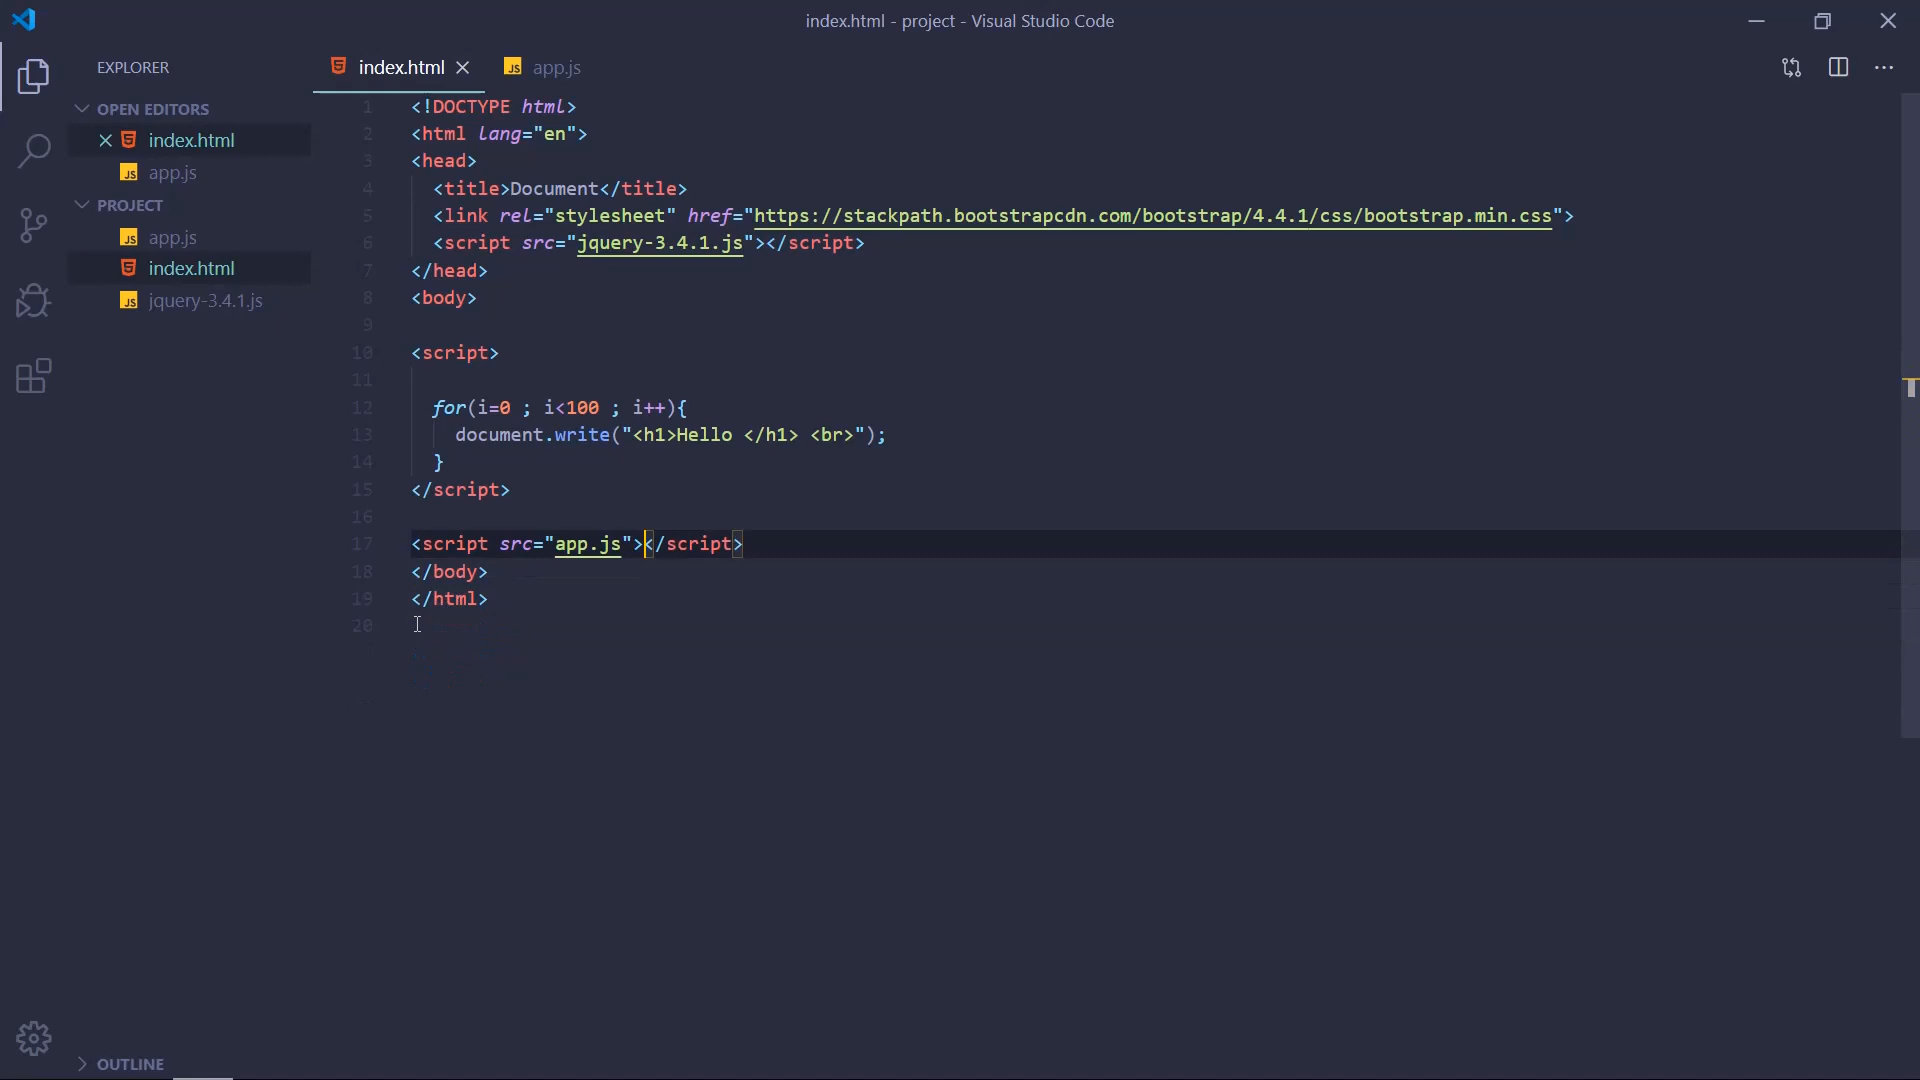 index.html - project - Visual Studio Code
EXPLORER
OPEN EDITORS
index.html
app.js
PROJECT
app.js
index.html
jquery-3.4.1.js
OUTLINE
index.html
app.js
1 <!DOCTYPE html>
2 <html lang="en">
3 <head>
4 <title>Document</title>
5 <link rel="stylesheet" href="https://stackpath.bootstrapcdn.com/bootstrap/4.4.1/css/bootstrap.min.css">
6 <script src="jquery-3.4.1.js"></script>
7 </head>
8 <body>
9
10 <script>
11
12 for(i=0 ; i<100 ; i++){
13 document.write("<h1>Hello </h1> <br>");
14 }
15 </script>
16
17 <script src="app.js"></script>
18 </body>
19 </html>
20